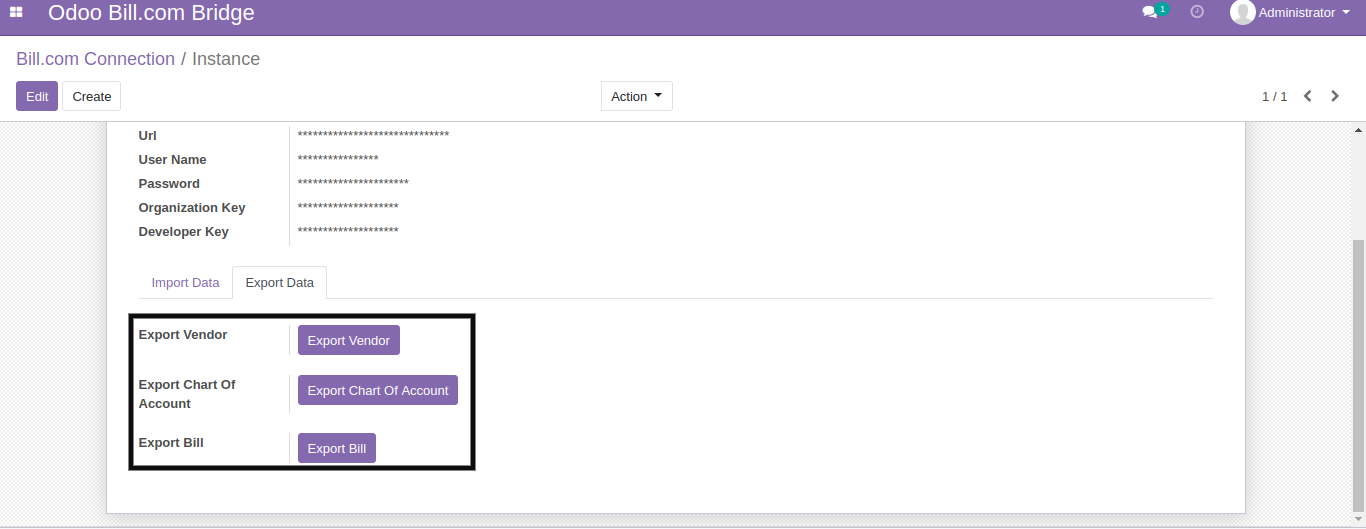 Odoo Bill.com Bridge
1
Administrator
Bill.com Connection / Instance
Edit
Create
Action
1 / 1
Url ******************************
User Name ****************
Password **********************
Organization Key ********************
Developer Key ********************
Import Data
Export Data
Export Vendor
Export Vendor
Export Chart Of
Account
Export Chart Of Account
Export Bill
Export Bill